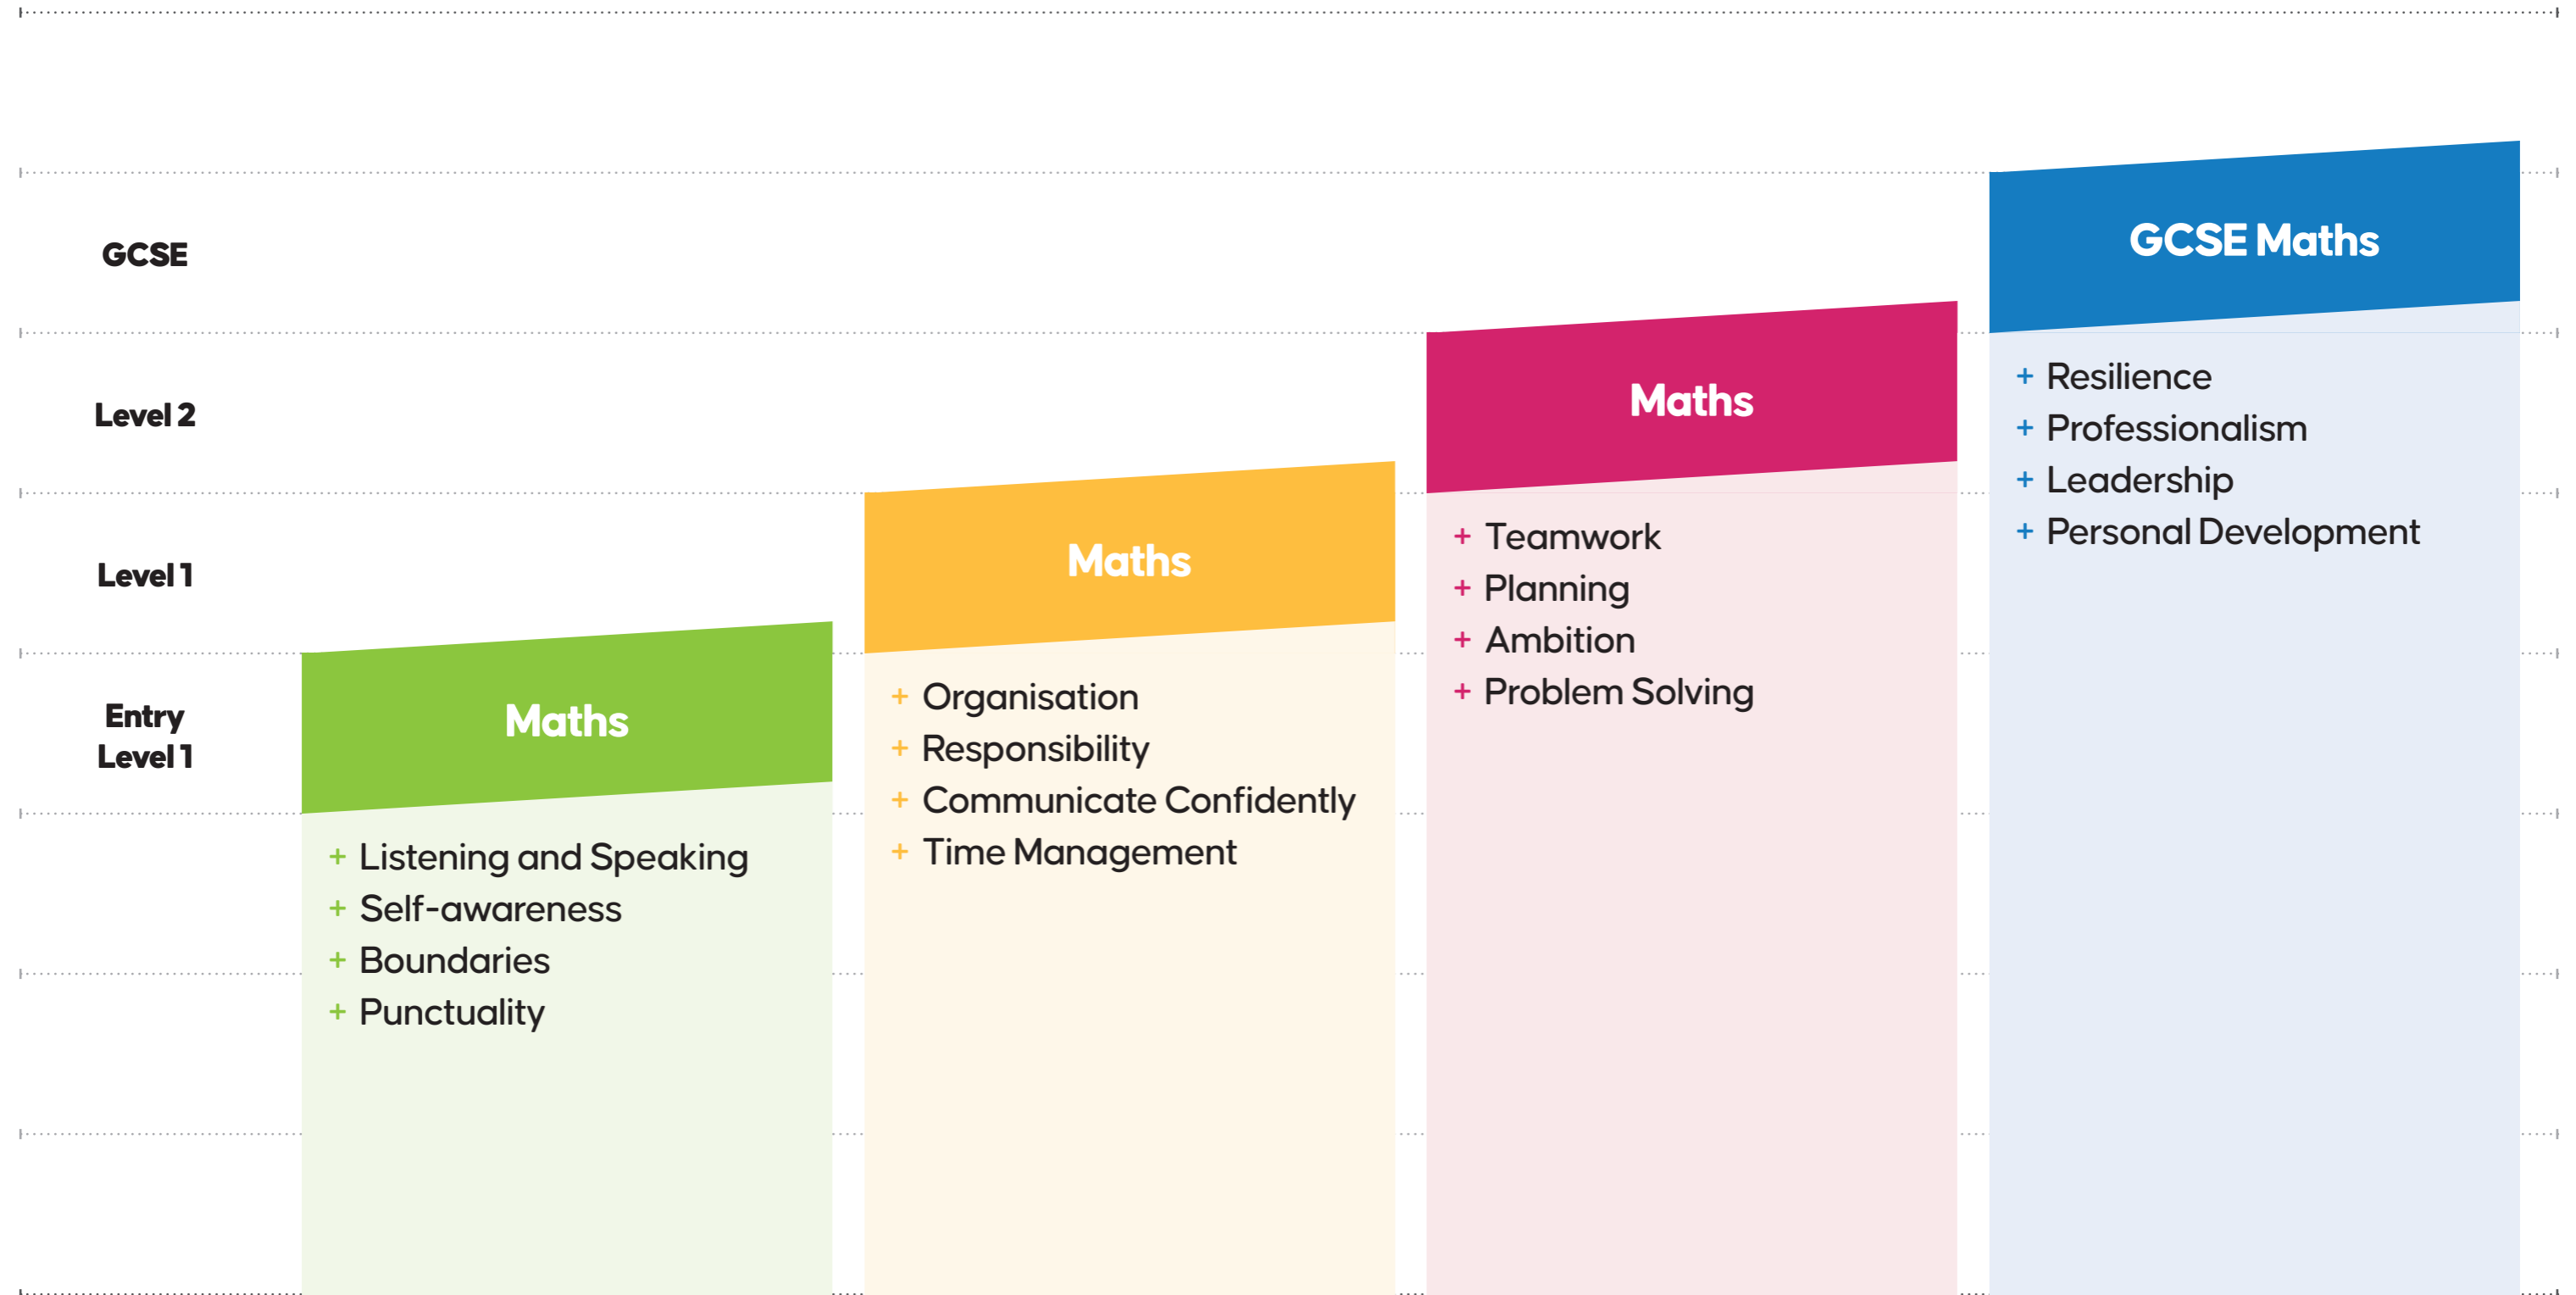 GCSE
Level 2
Level 1
Entry
Level 1
Maths
+ Listening and Speaking
+ Self-awareness
+ Boundaries
+ Punctuality
Maths
+ Organisation
+ Responsibility
+ Communicate Confidently
+ Time Management
Maths
+ Teamwork
+ Planning
+ Ambition
+ Problem Solving
GCSE Maths
+ Resilience
+ Professionalism
+ Leadership
+ Personal Development